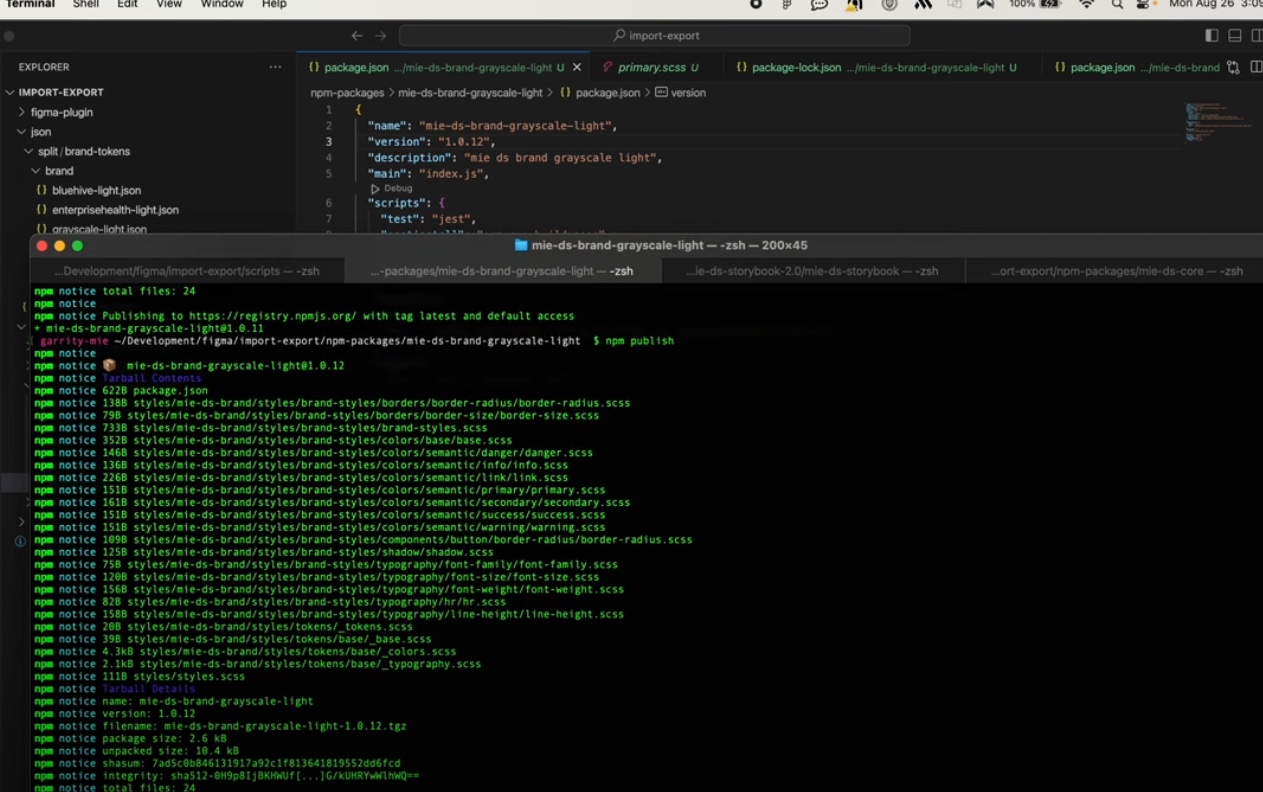 Terminal Shell Edit View Window Help 100% Mon Aug 26 3:09
import-export
EXPLORER
package.json .../mie-ds-brand-grayscale-light U primary.scss U package-lock.json .../mie-ds-brand-grayscale-light U package.json .../mie-ds-brand
IMPORT-EXPORT
npm-packages > mie-ds-brand-grayscale-light > {} package.json > version
figma-plugin
json
split / brand-tokens
brand
{} bluehive-light.json
{} enterprisehealth-light.json
{} grayscale-light.json
1 {
2 "name": "mie-ds-brand-grayscale-light",
3 "version": "1.0.12",
4 "description": "mie ds brand grayscale light",
5 "main": "index.js",
Debug
6 "scripts": {
7 "test": "jest",
mie-ds-brand-grayscale-light — -zsh — 200×45
...Development/figma/import-export/scripts — -zsh ...-packages/mie-ds-brand-grayscale-light — -zsh ...ie-ds-storybook-2.0/mie-ds-storybook — -zsh ...ort-export/npm-packages/mie-ds-core — -zsh
npm notice total files: 24
npm notice
npm notice Publishing to https://registry.npmjs.org/ with tag latest and default access
+ mie-ds-brand-grayscale-light@1.0.11
garrity-mie ~/Development/figma/import-export/npm-packages/mie-ds-brand-grayscale-light $ npm publish
npm notice
npm notice 📦 mie-ds-brand-grayscale-light@1.0.12
npm notice Tarball Contents
npm notice 622B package.json
npm notice 138B styles/mie-ds-brand/styles/brand-styles/borders/border-radius/border-radius.scss
npm notice 79B styles/mie-ds-brand/styles/brand-styles/borders/border-size/border-size.scss
npm notice 733B styles/mie-ds-brand/styles/brand-styles/brand-styles.scss
npm notice 352B styles/mie-ds-brand/styles/brand-styles/colors/base/base.scss
npm notice 146B styles/mie-ds-brand/styles/brand-styles/colors/semantic/danger/danger.scss
npm notice 136B styles/mie-ds-brand/styles/brand-styles/colors/semantic/info/info.scss
npm notice 226B styles/mie-ds-brand/styles/brand-styles/colors/semantic/link/link.scss
npm notice 151B styles/mie-ds-brand/styles/brand-styles/colors/semantic/primary/primary.scss
npm notice 161B styles/mie-ds-brand/styles/brand-styles/colors/semantic/secondary/secondary.scss
npm notice 151B styles/mie-ds-brand/styles/brand-styles/colors/semantic/success/success.scss
npm notice 151B styles/mie-ds-brand/styles/brand-styles/colors/semantic/warning/warning.scss
npm notice 109B styles/mie-ds-brand/styles/brand-styles/components/button/border-radius/border-radius.scss
npm notice 125B styles/mie-ds-brand/styles/brand-styles/shadow/shadow.scss
npm notice 75B styles/mie-ds-brand/styles/brand-styles/typography/font-family/font-family.scss
npm notice 120B styles/mie-ds-brand/styles/brand-styles/typography/font-size/font-size.scss
npm notice 156B styles/mie-ds-brand/styles/brand-styles/typography/font-weight/font-weight.scss
npm notice 82B styles/mie-ds-brand/styles/brand-styles/typography/hr/hr.scss
npm notice 158B styles/mie-ds-brand/styles/brand-styles/typography/line-height/line-height.scss
npm notice 20B styles/mie-ds-brand/styles/tokens/_tokens.scss
npm notice 39B styles/mie-ds-brand/styles/tokens/base/_base.scss
npm notice 4.3kB styles/mie-ds-brand/styles/tokens/base/_colors.scss
npm notice 2.1kB styles/mie-ds-brand/styles/tokens/base/_typography.scss
npm notice 111B styles/styles.scss
npm notice Tarball Details
npm notice name: mie-ds-brand-grayscale-light
npm notice version: 1.0.12
npm notice filename: mie-ds-brand-grayscale-light-1.0.12.tgz
npm notice package size: 2.6 kB
npm notice unpacked size: 10.4 kB
npm notice shasum: 7ad5c0b846131917a92c1f813641819552dd6fcd
npm notice integrity: sha512-0H9p8IjBKHWUf[...]G/kUHRYwWlhWQ==
npm notice total files: 24